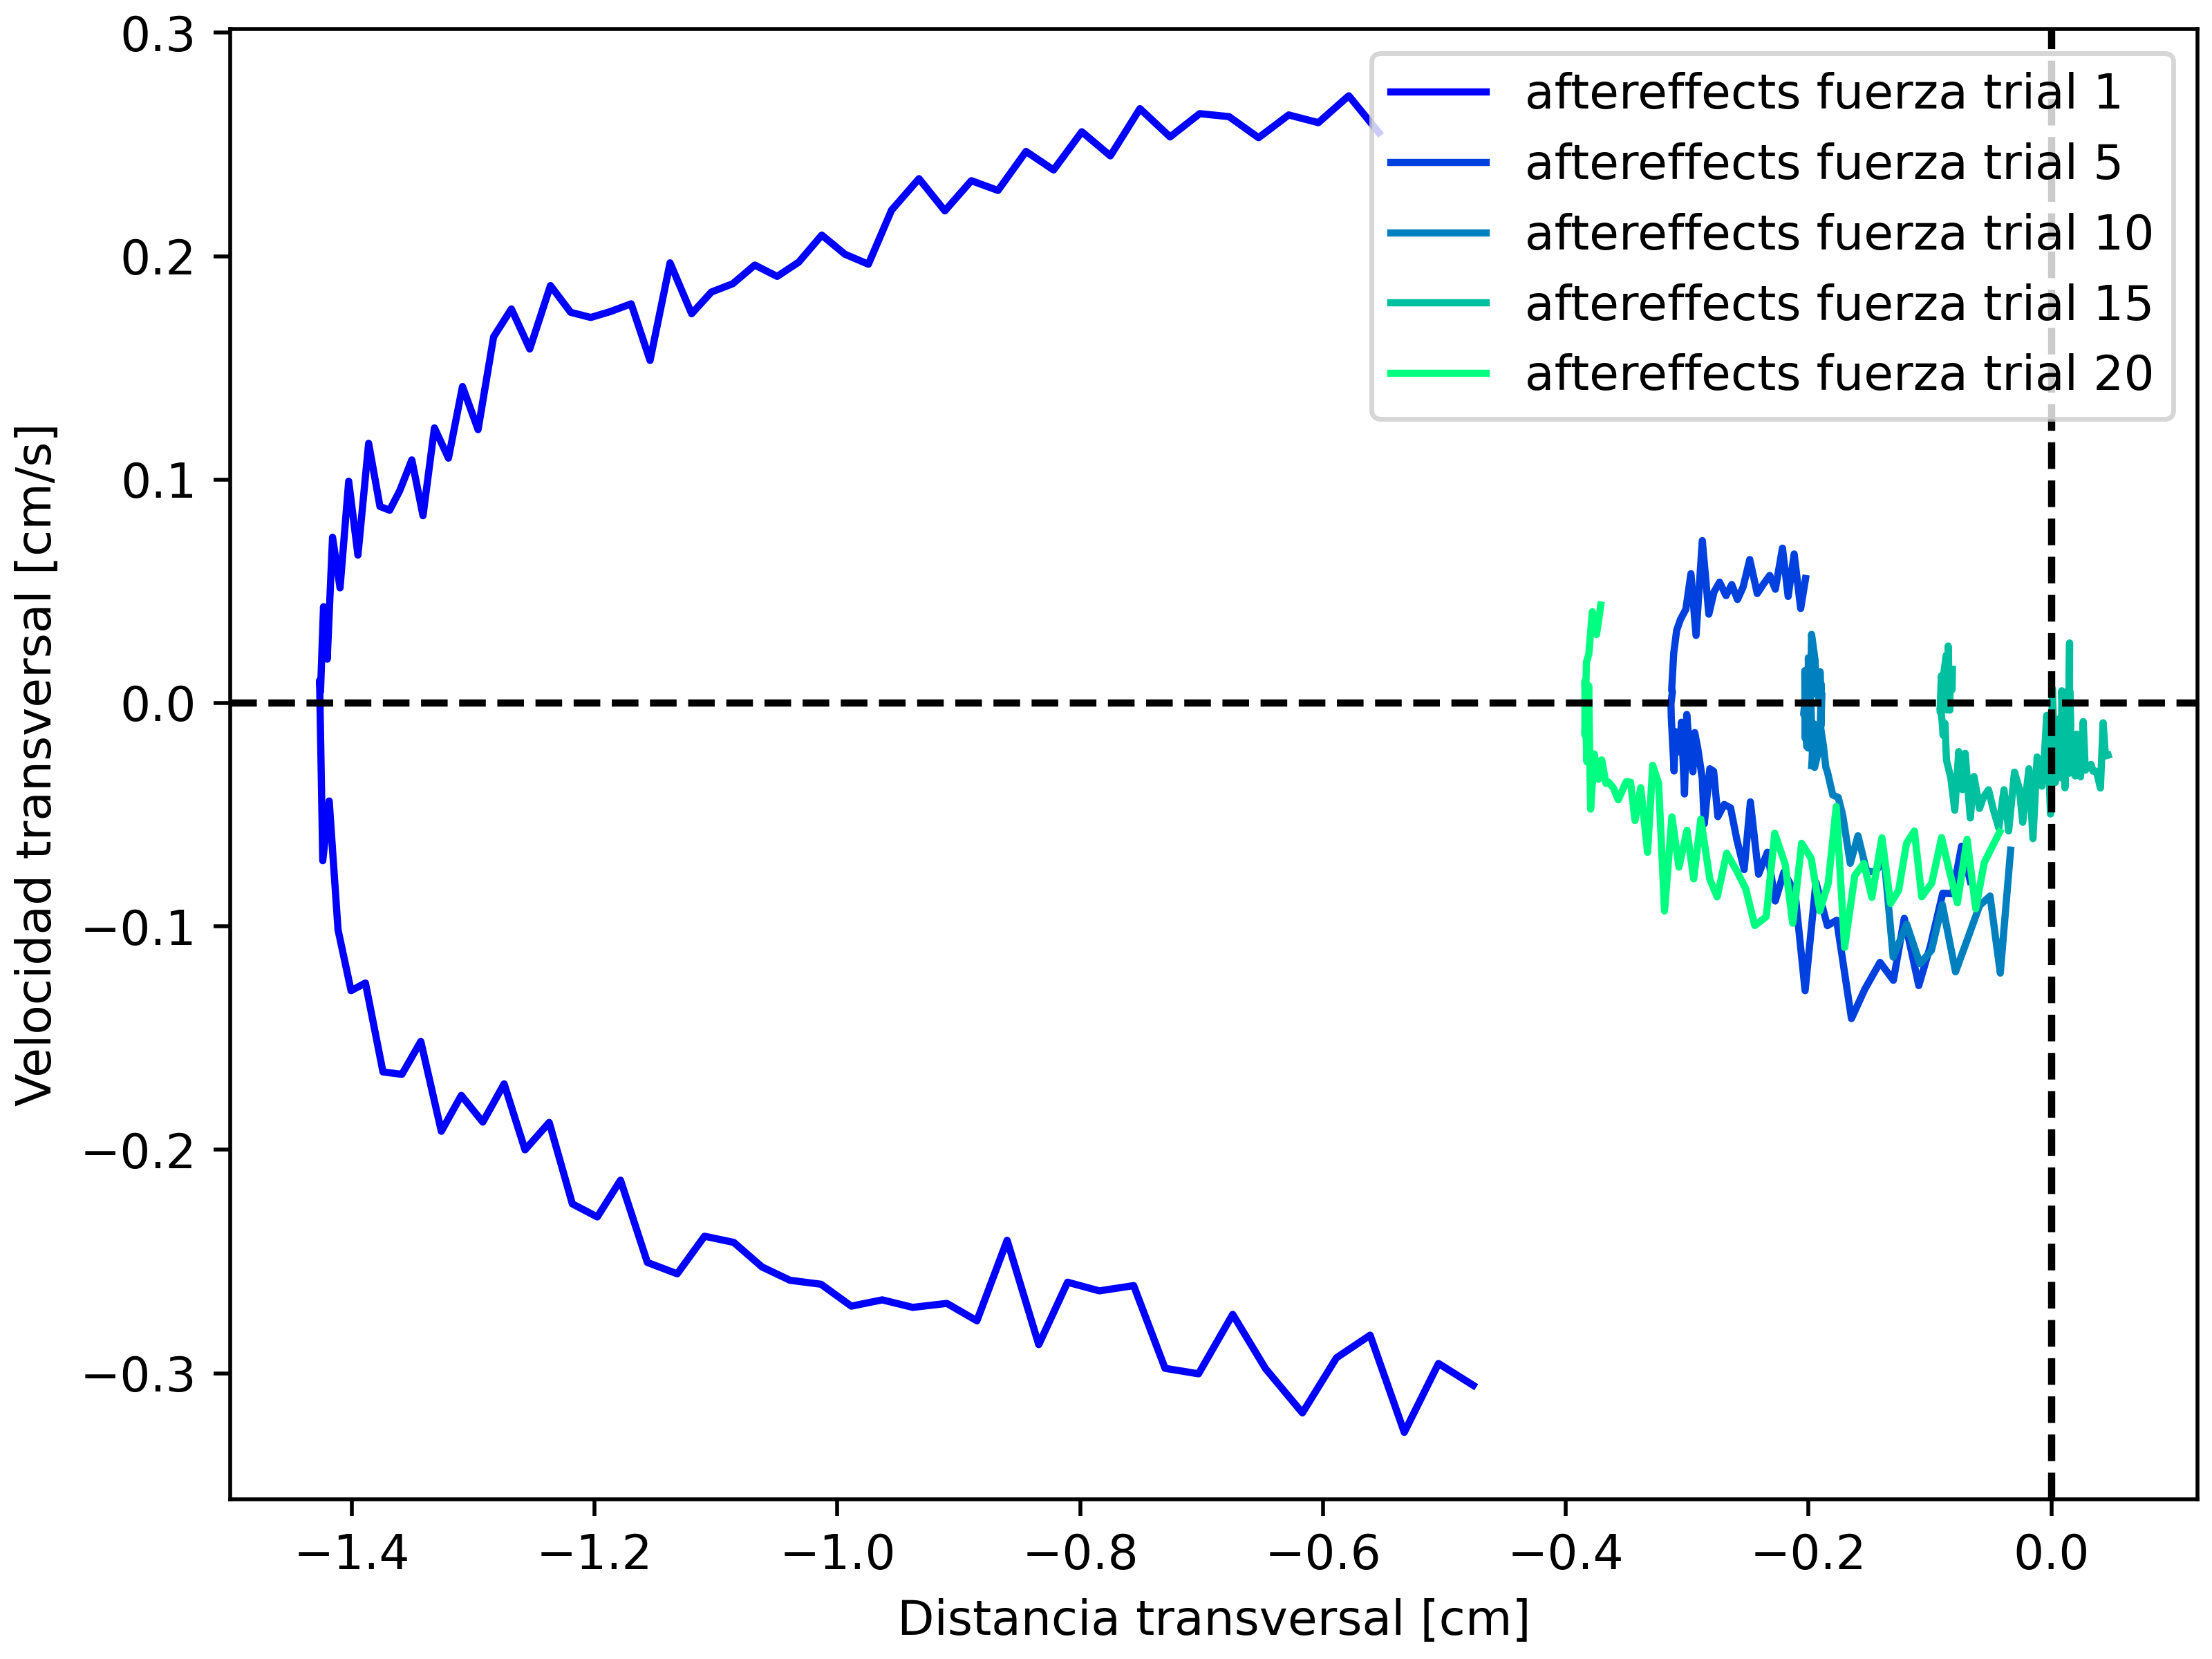 0.3
0.2
0.1
0.0
−0.1
−0.2
−0.3
Velocidad transversal [cm/s]
aftereffects fuerza trial 1
aftereffects fuerza trial 5
aftereffects fuerza trial 10
aftereffects fuerza trial 15
aftereffects fuerza trial 20
−1.4 −1.2 −1.0 −0.8 −0.6 −0.4 −0.2 0.0
Distancia transversal [cm]